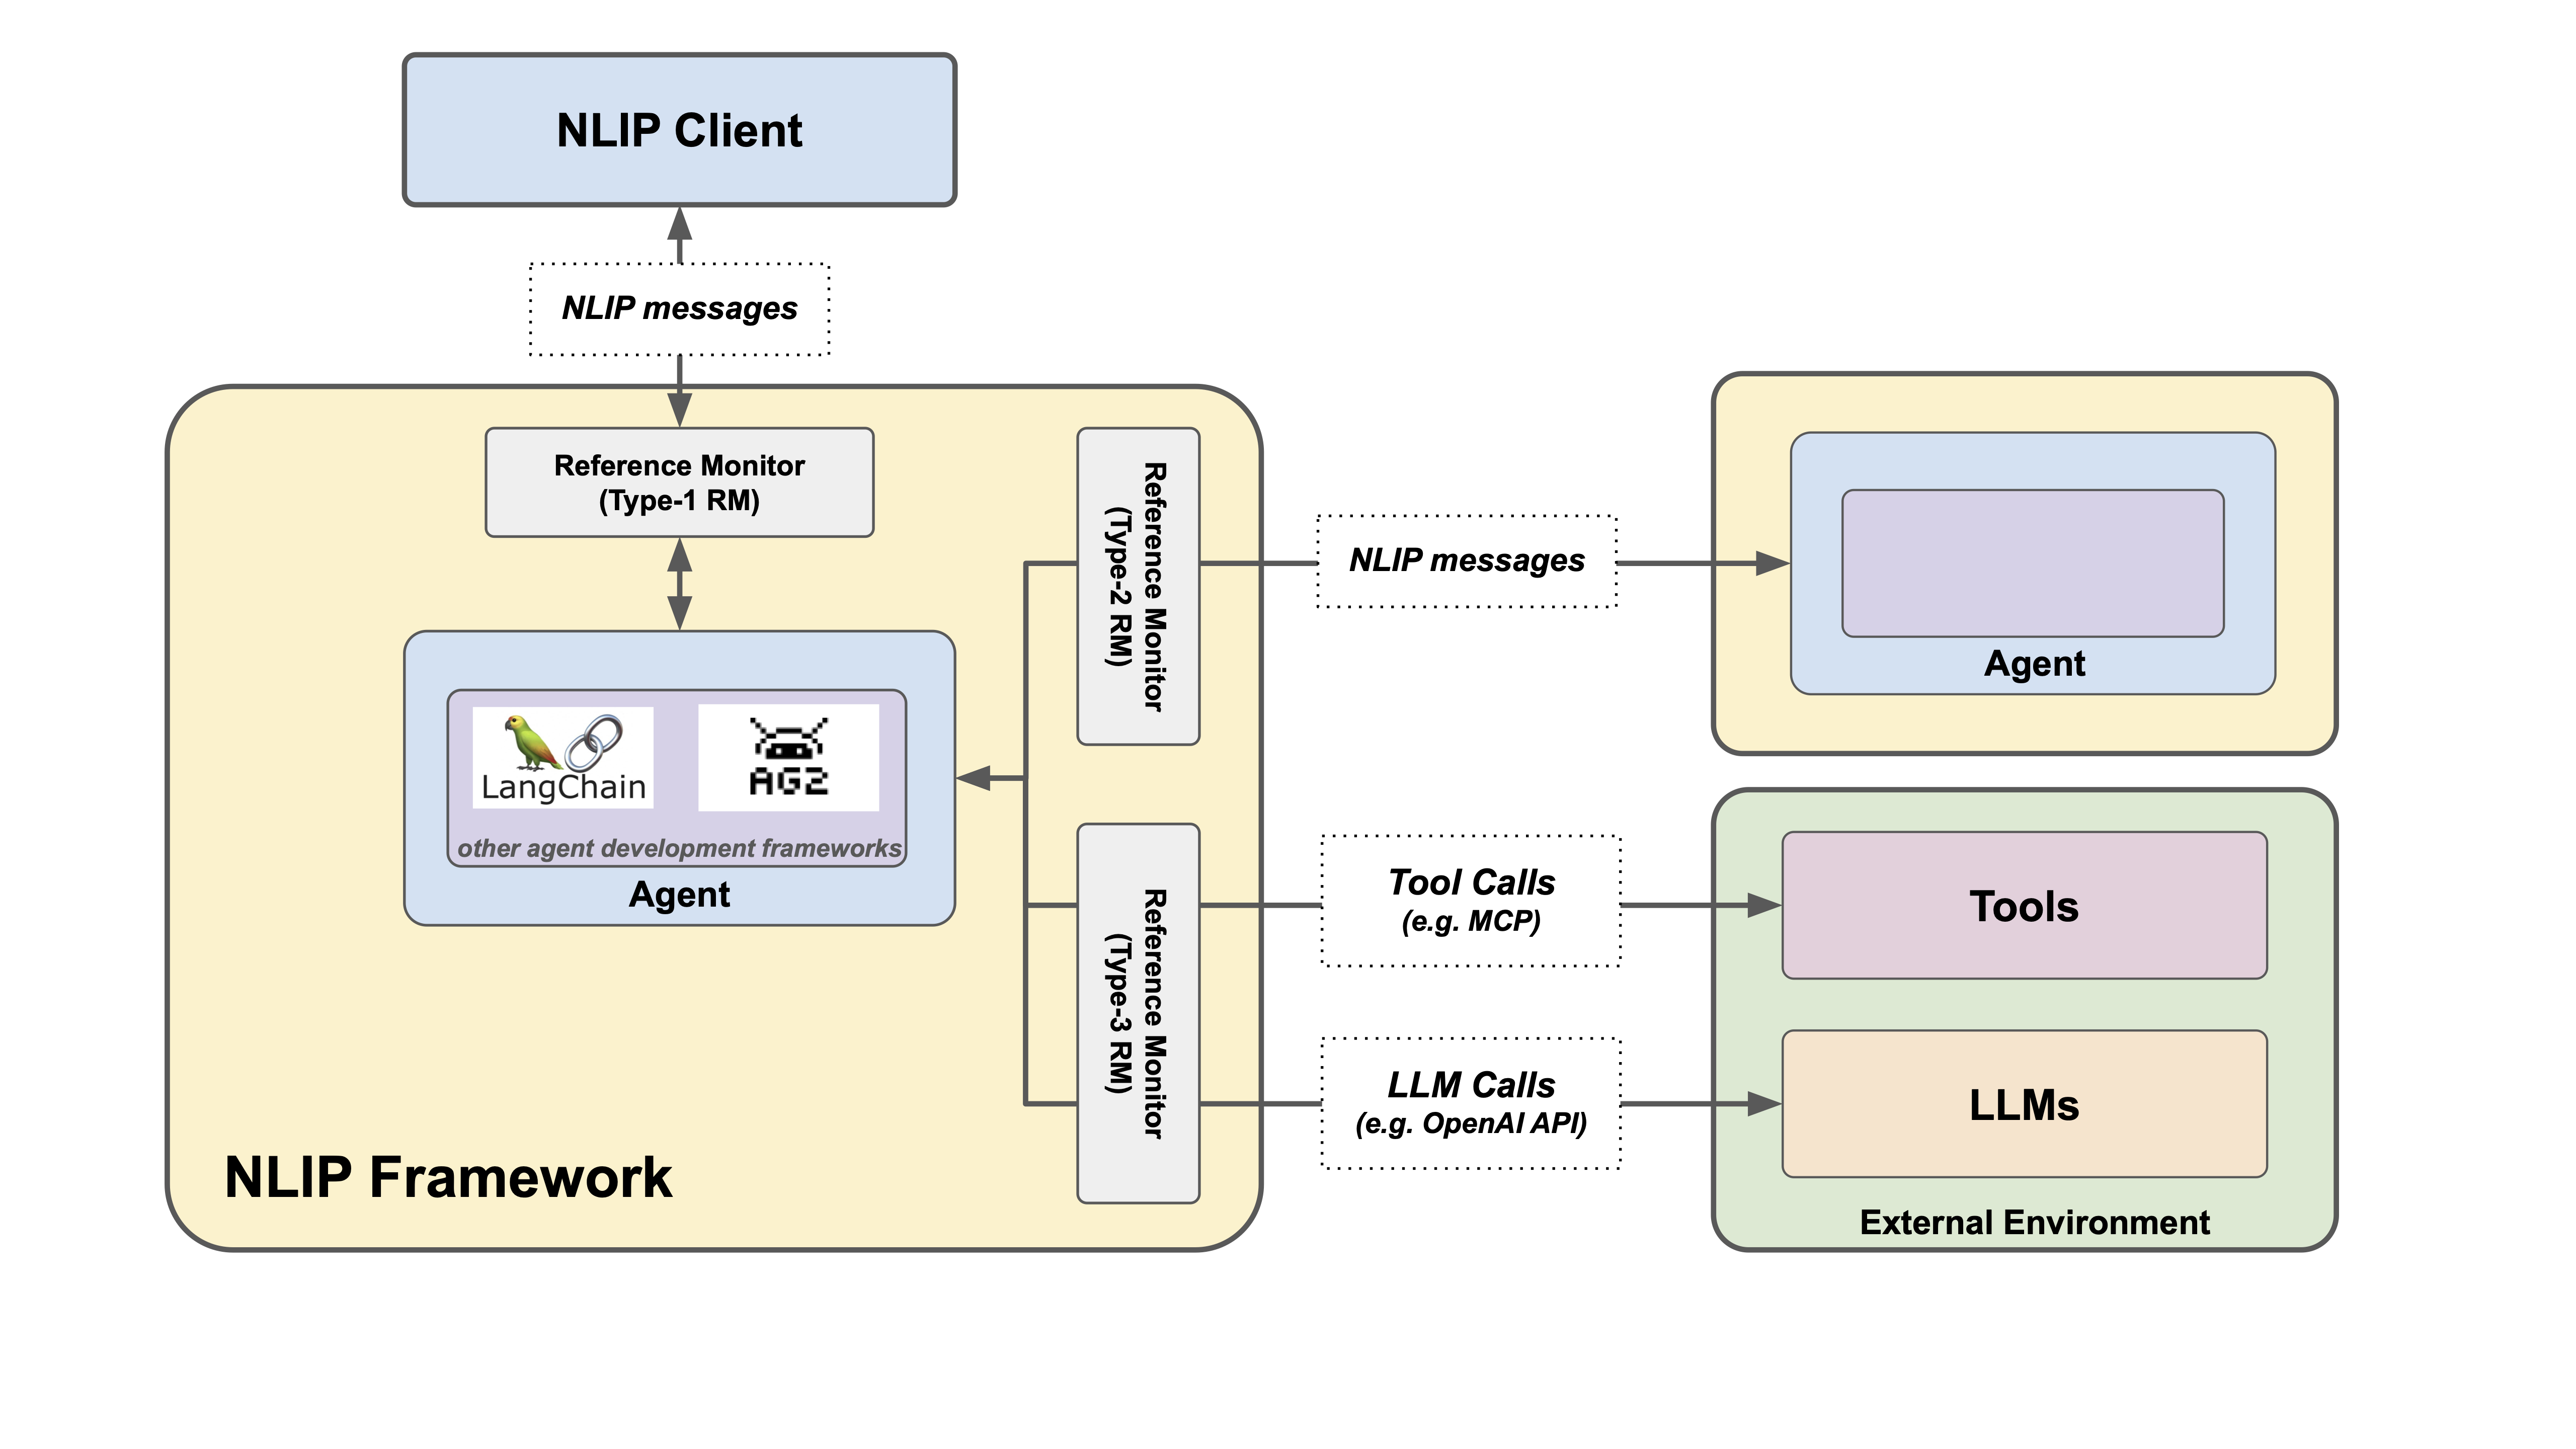 NLIP Client
NLIP messages
Reference Monitor
(Type-1 RM)
LangChain
AG2
other agent development frameworks
Agent
NLIP Framework
Reference Monitor
(Type-2 RM)
Reference Monitor
(Type-3 RM)
NLIP messages
Tool Calls
(e.g. MCP)
LLM Calls
(e.g. OpenAI API)
Agent
Tools
LLMs
External Environment